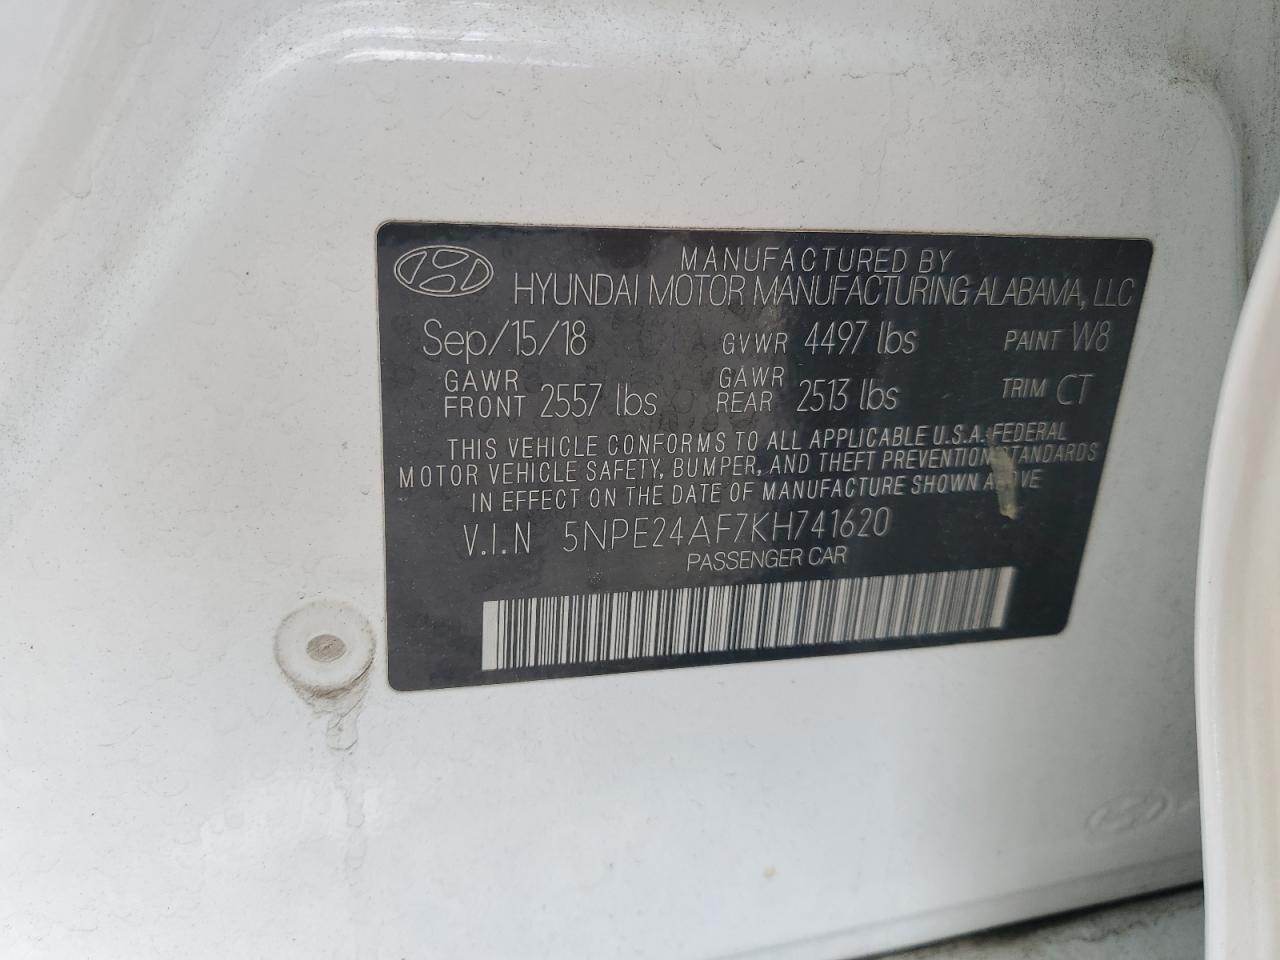 MANUFACTURED BY
HYUNDAI MOTOR MANUFACTURING ALABAMA, LLC
Sep/15/18 GVWR 4497 lbs PAINT W8
GAWR FRONT 2557 lbs GAWR REAR 2513 lbs TRIM CT
THIS VEHICLE CONFORMS TO ALL APPLICABLE U.S.A. FEDERAL
MOTOR VEHICLE SAFETY, BUMPER, AND THEFT PREVENTION STANDARDS
IN EFFECT ON THE DATE OF MANUFACTURE SHOWN ABOVE
V.I.N 5NPE24AF7KH741620
PASSENGER CAR